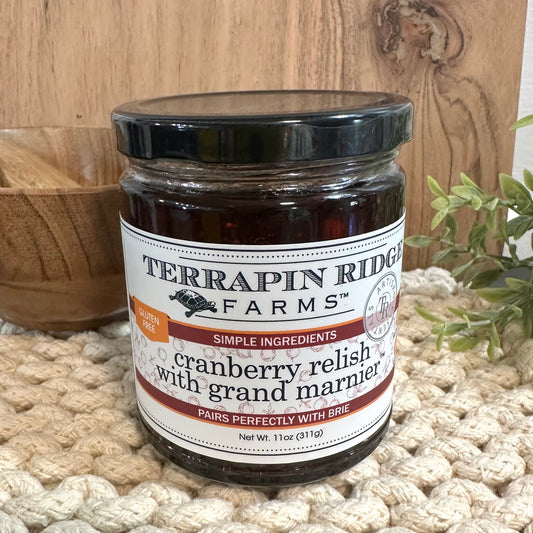 TERRAPIN RIDGE
FARMS™
GLUTEN
FREE
SIMPLE INGREDIENTS
cranberry relish
with grand marnier™
PAIRS PERFECTLY WITH BRIE
Net Wt. 11oz (311g)